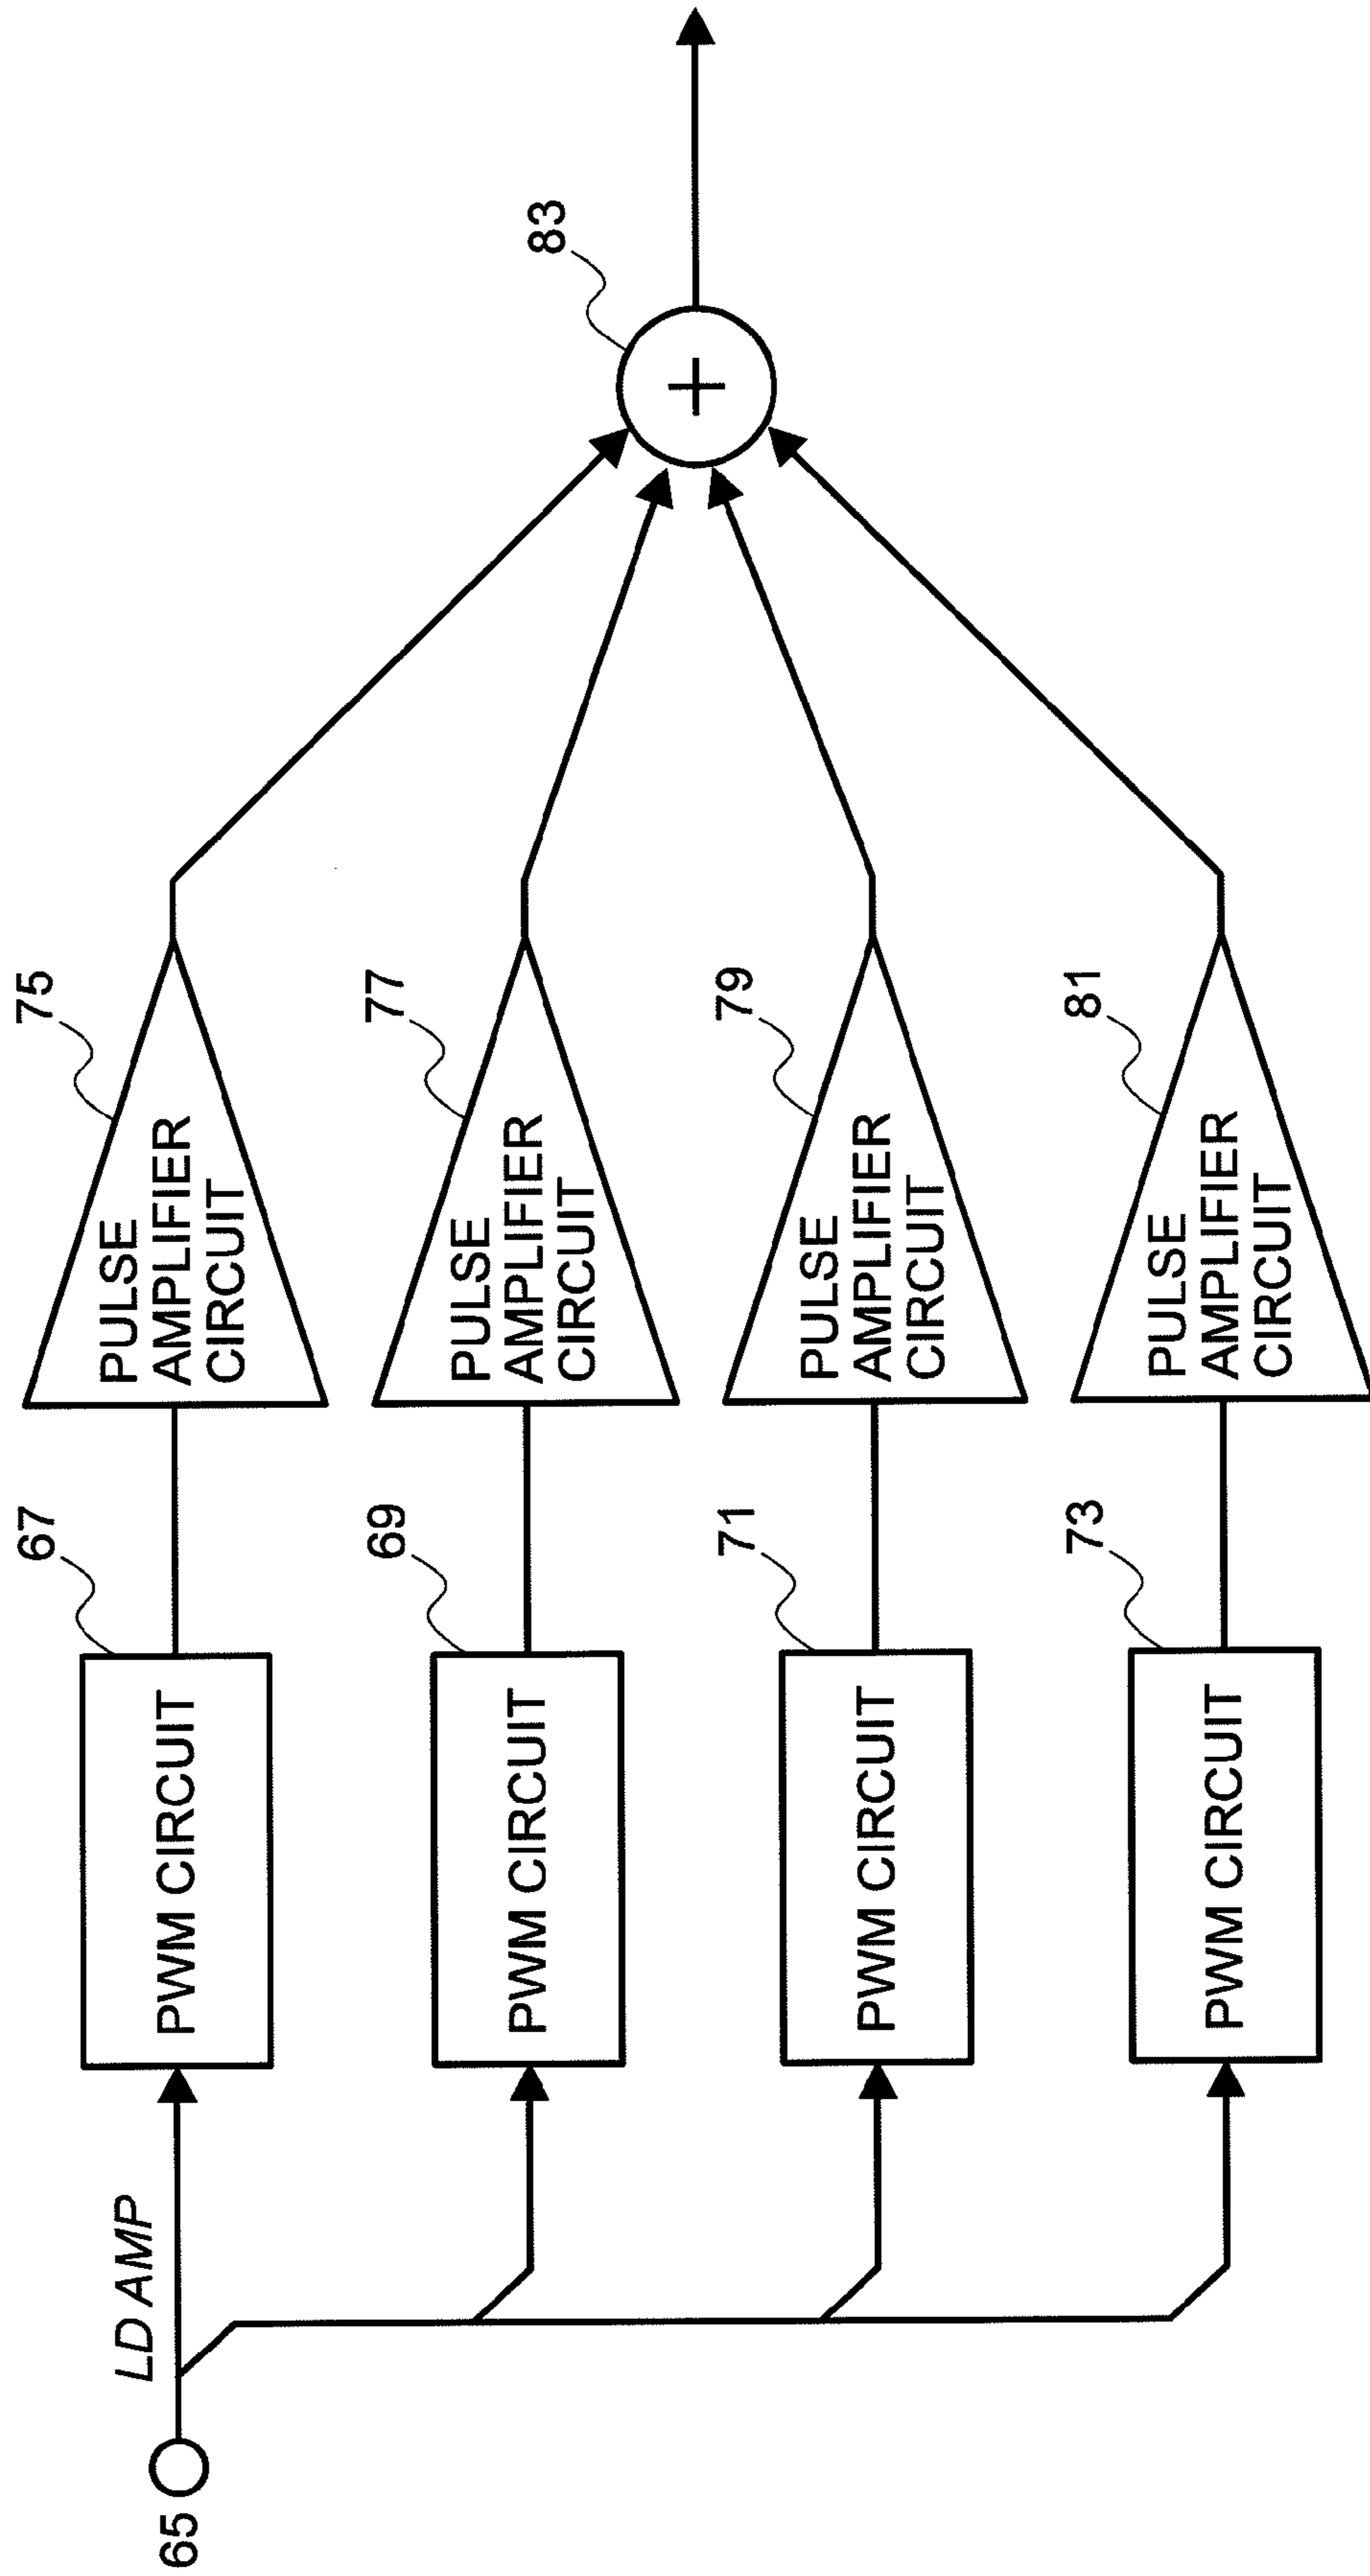 65
LD AMP
67
PWM CIRCUIT
75
PULSE
AMPLIFIER
CIRCUIT
69
PWM CIRCUIT
77
PULSE
AMPLIFIER
CIRCUIT
83
+
71
PWM CIRCUIT
79
PULSE
AMPLIFIER
CIRCUIT
73
PWM CIRCUIT
81
PULSE
AMPLIFIER
CIRCUIT